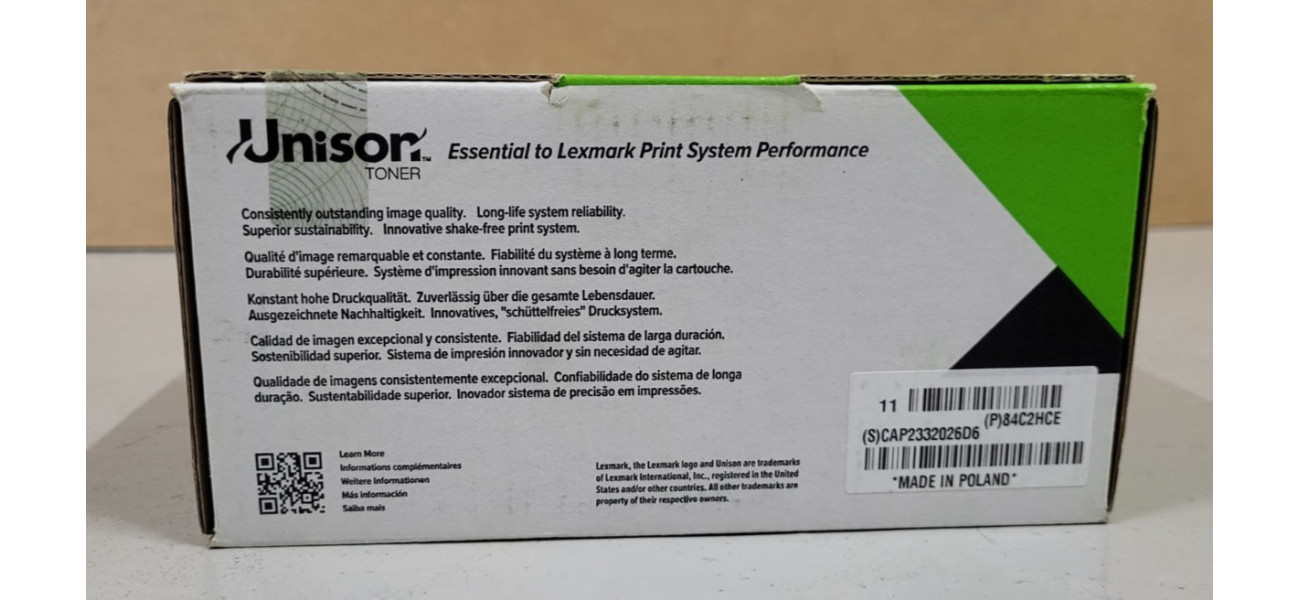 Unison™
TONER
Essential to Lexmark Print System Performance
Consistently outstanding image quality. Long-life system reliability.
Superior sustainability. Innovative shake-free print system.
Qualité d'image remarquable et constante. Fiabilité du système à long terme.
Durabilité supérieure. Système d'impression innovant sans besoin d'agiter la cartouche.
Konstant hohe Druckqualität. Zuverlässig über die gesamte Lebensdauer.
Ausgezeichnete Nachhaltigkeit. Innovatives, "schüttelfreies" Drucksystem.
Calidad de imagen excepcional y consistente. Fiabilidad del sistema de larga duración.
Sostenibilidad superior. Sistema de impresión innovador y sin necesidad de agitar.
Qualidade de imagens consistentemente excepcional. Confiabilidade do sistema de longa
duração. Sustentabilidade superior. Inovador sistema de precisão em impressões.
Learn More
Informations complémentaires
Weitere Informationen
Más información
Saiba mais
Lexmark, the Lexmark logo and Unison are trademarks
of Lexmark International, Inc., registered in the United
States and/or other countries. All other trademarks are
property of their respective owners.
11
(P)84C2HCE
(S)CAP2332026D6
*MADE IN POLAND*